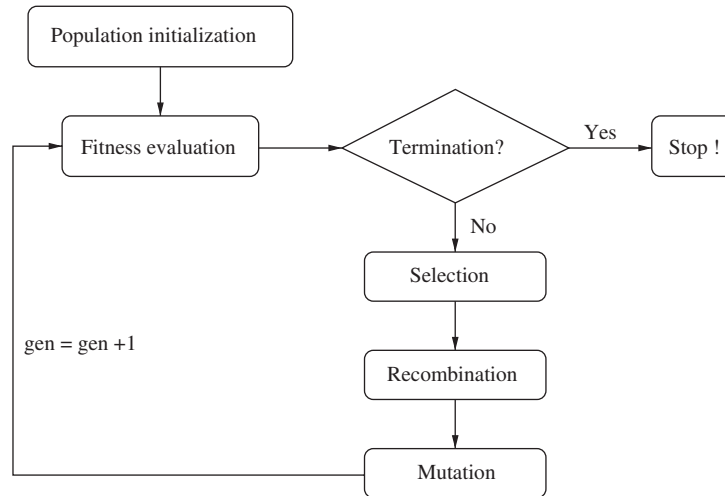 Population initialization
Fitness evaluation
Termination?
Yes
Stop !
No
Selection
gen = gen +1
Recombination
Mutation